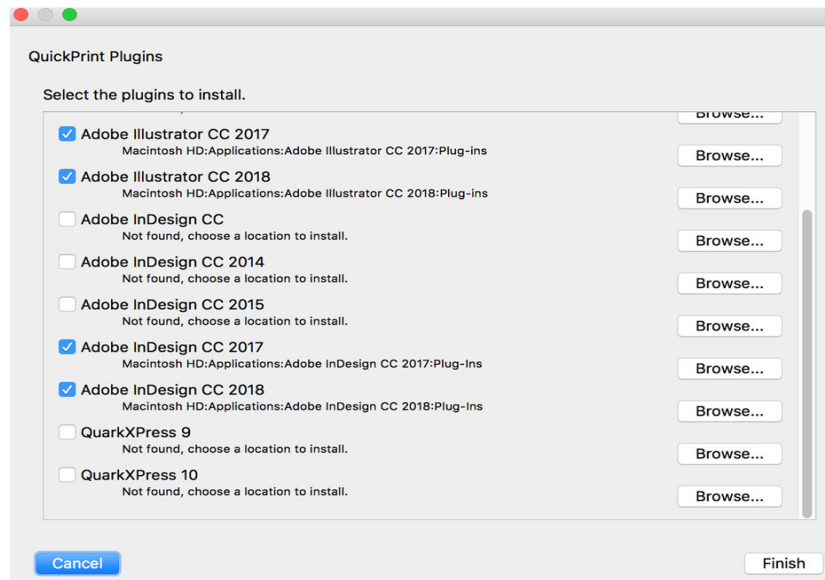 QuickPrint Plugins
Select the plugins to install.
Browse...
Adobe Illustrator CC 2017
Macintosh HD:Applications:Adobe Illustrator CC 2017:Plug-ins
Browse...
Adobe Illustrator CC 2018
Macintosh HD:Applications:Adobe Illustrator CC 2018:Plug-ins
Browse...
Adobe InDesign CC
Not found, choose a location to install.
Browse...
Adobe InDesign CC 2014
Not found, choose a location to install.
Browse...
Adobe InDesign CC 2015
Not found, choose a location to install.
Browse...
Adobe InDesign CC 2017
Macintosh HD:Applications:Adobe InDesign CC 2017:Plug-Ins
Browse...
Adobe InDesign CC 2018
Macintosh HD:Applications:Adobe InDesign CC 2018:Plug-Ins
Browse...
QuarkXPress 9
Not found, choose a location to install.
Browse...
QuarkXPress 10
Not found, choose a location to install.
Browse...
Cancel
Finish